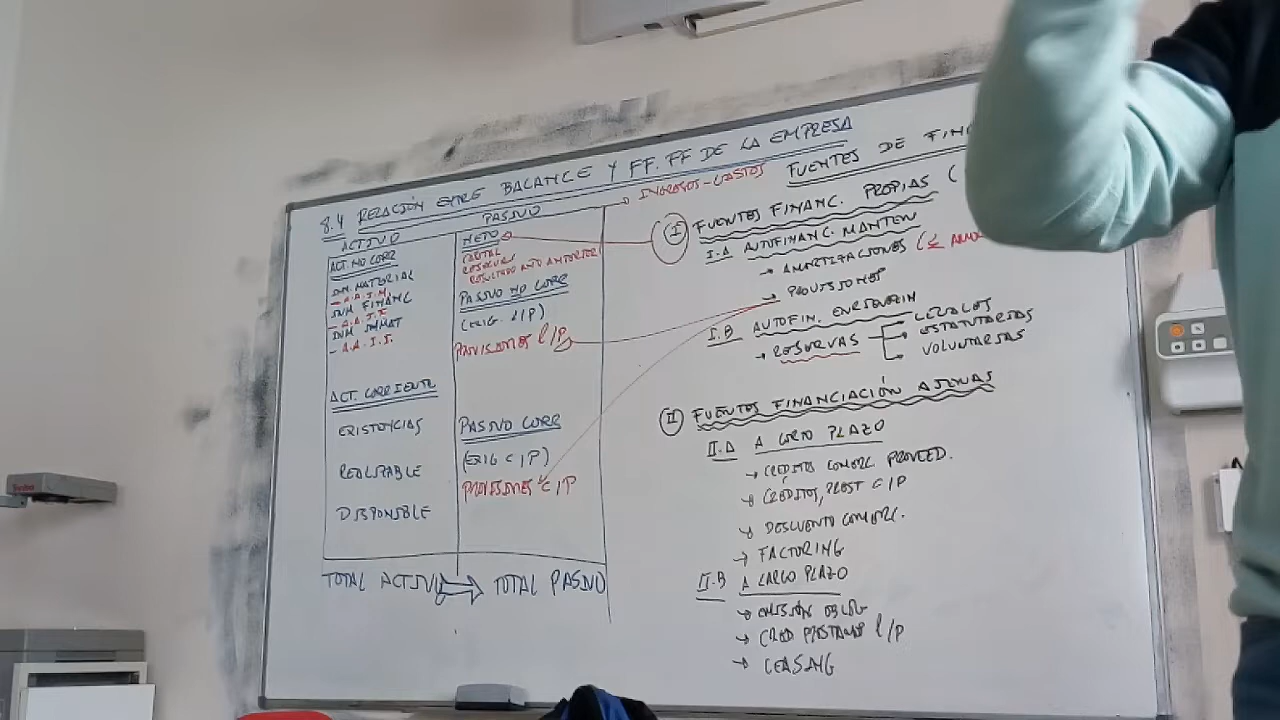 8.4 RELACIÓN ENTRE BALANCE Y FF. FF DE LA EMPRESA
ACTIVO
ACT. NO CORR
INM. MATERIAL
- A.A.I.M
INM FINANC
INM INMAT
- A.A.I.I.
ACT. CORRIENTE
EXISTENCIAS
REALIZABLE
DISPONIBLE
TOTAL ACTIVO
PASIVO
NETO
CAPITAL
RESERVAS
RESULTADO
PASIVO NO CORR
(EXIG L/P)
PROVISIONES L/P
PASIVO CORR
(EXIG C/P)
PROVISIONES C/P
TOTAL PASIVO
INGRESOS-GASTOS
FUENTES DE FIN
I FUENTES FINANC. PROPIAS (
I.A AUTOFINANC. MANTEN
AMORTIZACIONES
PROVISIONES
I.B AUTOFIN. ENRIQUECIM
RESERVAS
LEGALES
ESTATUTARIAS
VOLUNTARIAS
II FUENTES FINANCIACIÓN AJENAS
II.A A CORTO PLAZO
CRÉDITOS COMERC PROVEED.
CRÉDITOS, PREST C/P
DESCUENTO COMERC.
FACTORING
II.B A LARGO PLAZO
EMISIÓN OBLIG
CRED PRESTAMOS L/P
LEASING